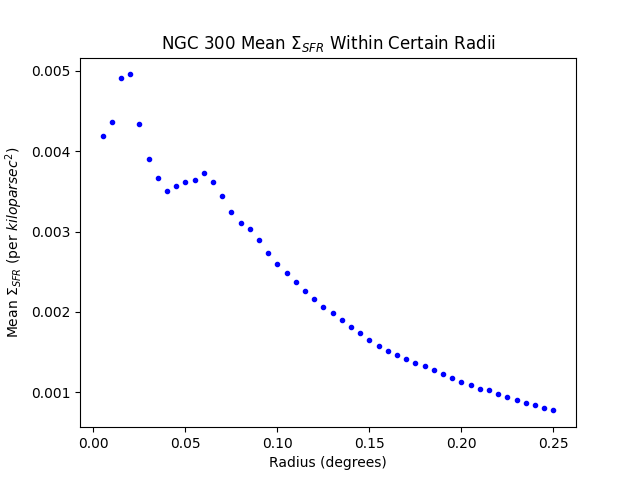 NGC 300 Mean Σ_SFR Within Certain Radii
0.005
0.004
0.003
0.002
0.001
Mean Σ_SFR (per kiloparsec²)
0.00 0.05 0.10 0.15 0.20 0.25
Radius (degrees)